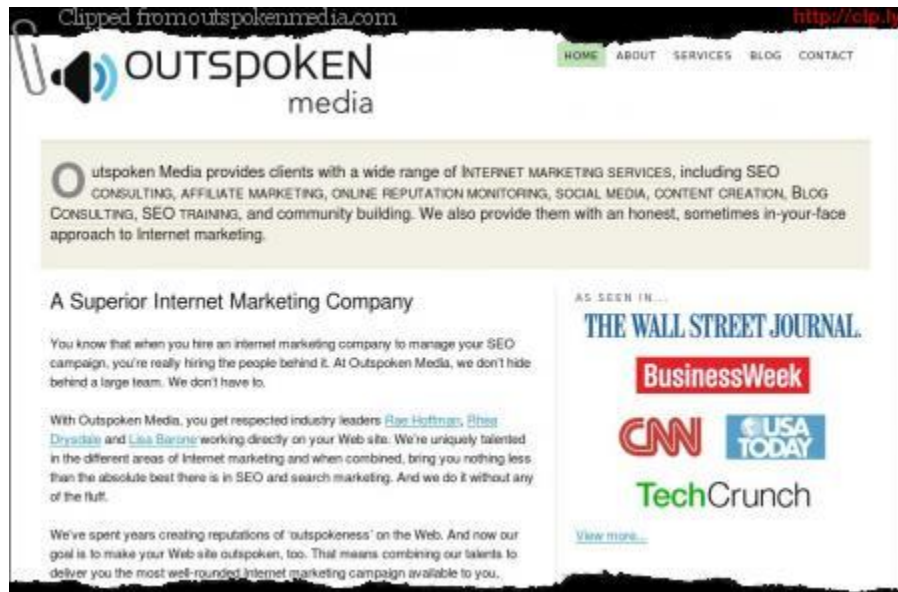 Clipped from outspokenmedia.com
http://clp.ly
OUTSPOKEN
media
HOME ABOUT SERVICES BLOG CONTACT
Outspoken Media provides clients with a wide range of INTERNET MARKETING SERVICES, including SEO
CONSULTING, AFFILIATE MARKETING, ONLINE REPUTATION MONITORING, SOCIAL MEDIA, CONTENT CREATION, BLOG
CONSULTING, SEO TRAINING, and community building. We also provide them with an honest, sometimes in-your-face
approach to Internet marketing.
A Superior Internet Marketing Company
You know that when you hire an internet marketing company to manage your SEO
campaign, you're really hiring the people behind it. At Outspoken Media, we don't hide
behind a large team. We don't have to.
With Outspoken Media, you get respected industry leaders Rae Hoffman, Rhea
Drysdale and Lisa Barone working directly on your Web site. We're uniquely talented
in the different areas of Internet marketing and when combined, bring you nothing less
than the absolute best there is in SEO and search marketing. And we do it without any
of the fluff.
We've spent years creating reputations of 'outspokeness' on the Web. And now our
goal is to make your Web site outspoken, too. That means combining our talents to
deliver you the most well-rounded Internet marketing campaign available to you.
AS SEEN IN...
THE WALL STREET JOURNAL.
BusinessWeek
CNN
USA
TODAY
TechCrunch
View more...